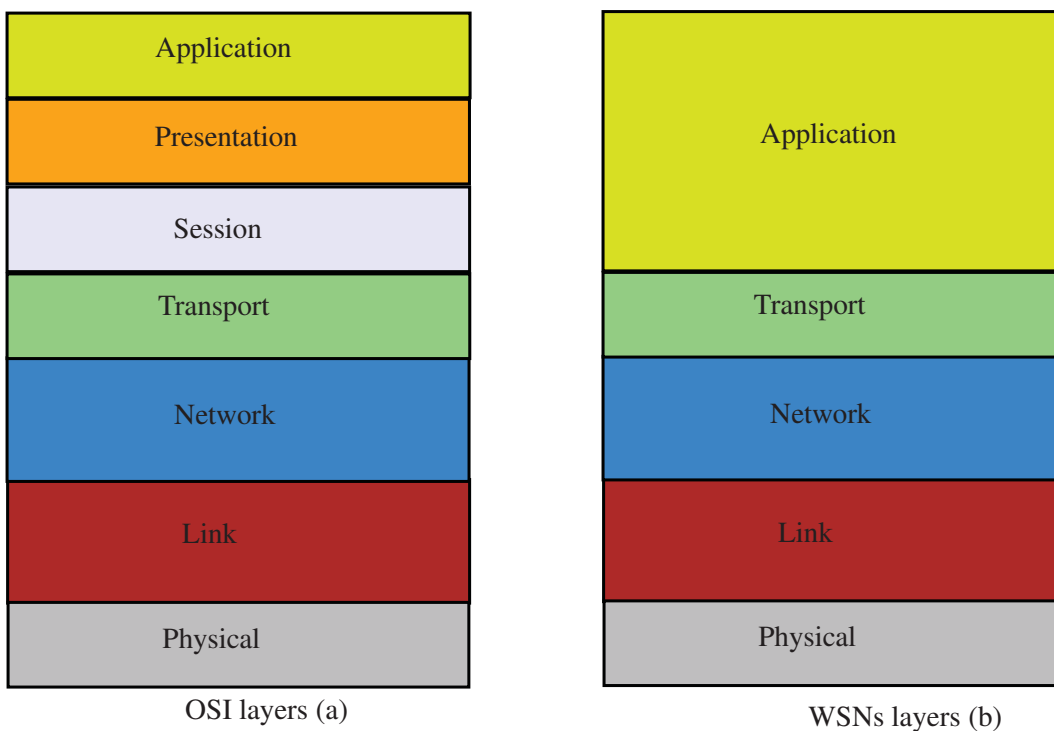 Application
Presentation
Session
Transport
Network
Link
Physical
OSI layers (a)
Application
Transport
Network
Link
Physical
WSNs layers (b)